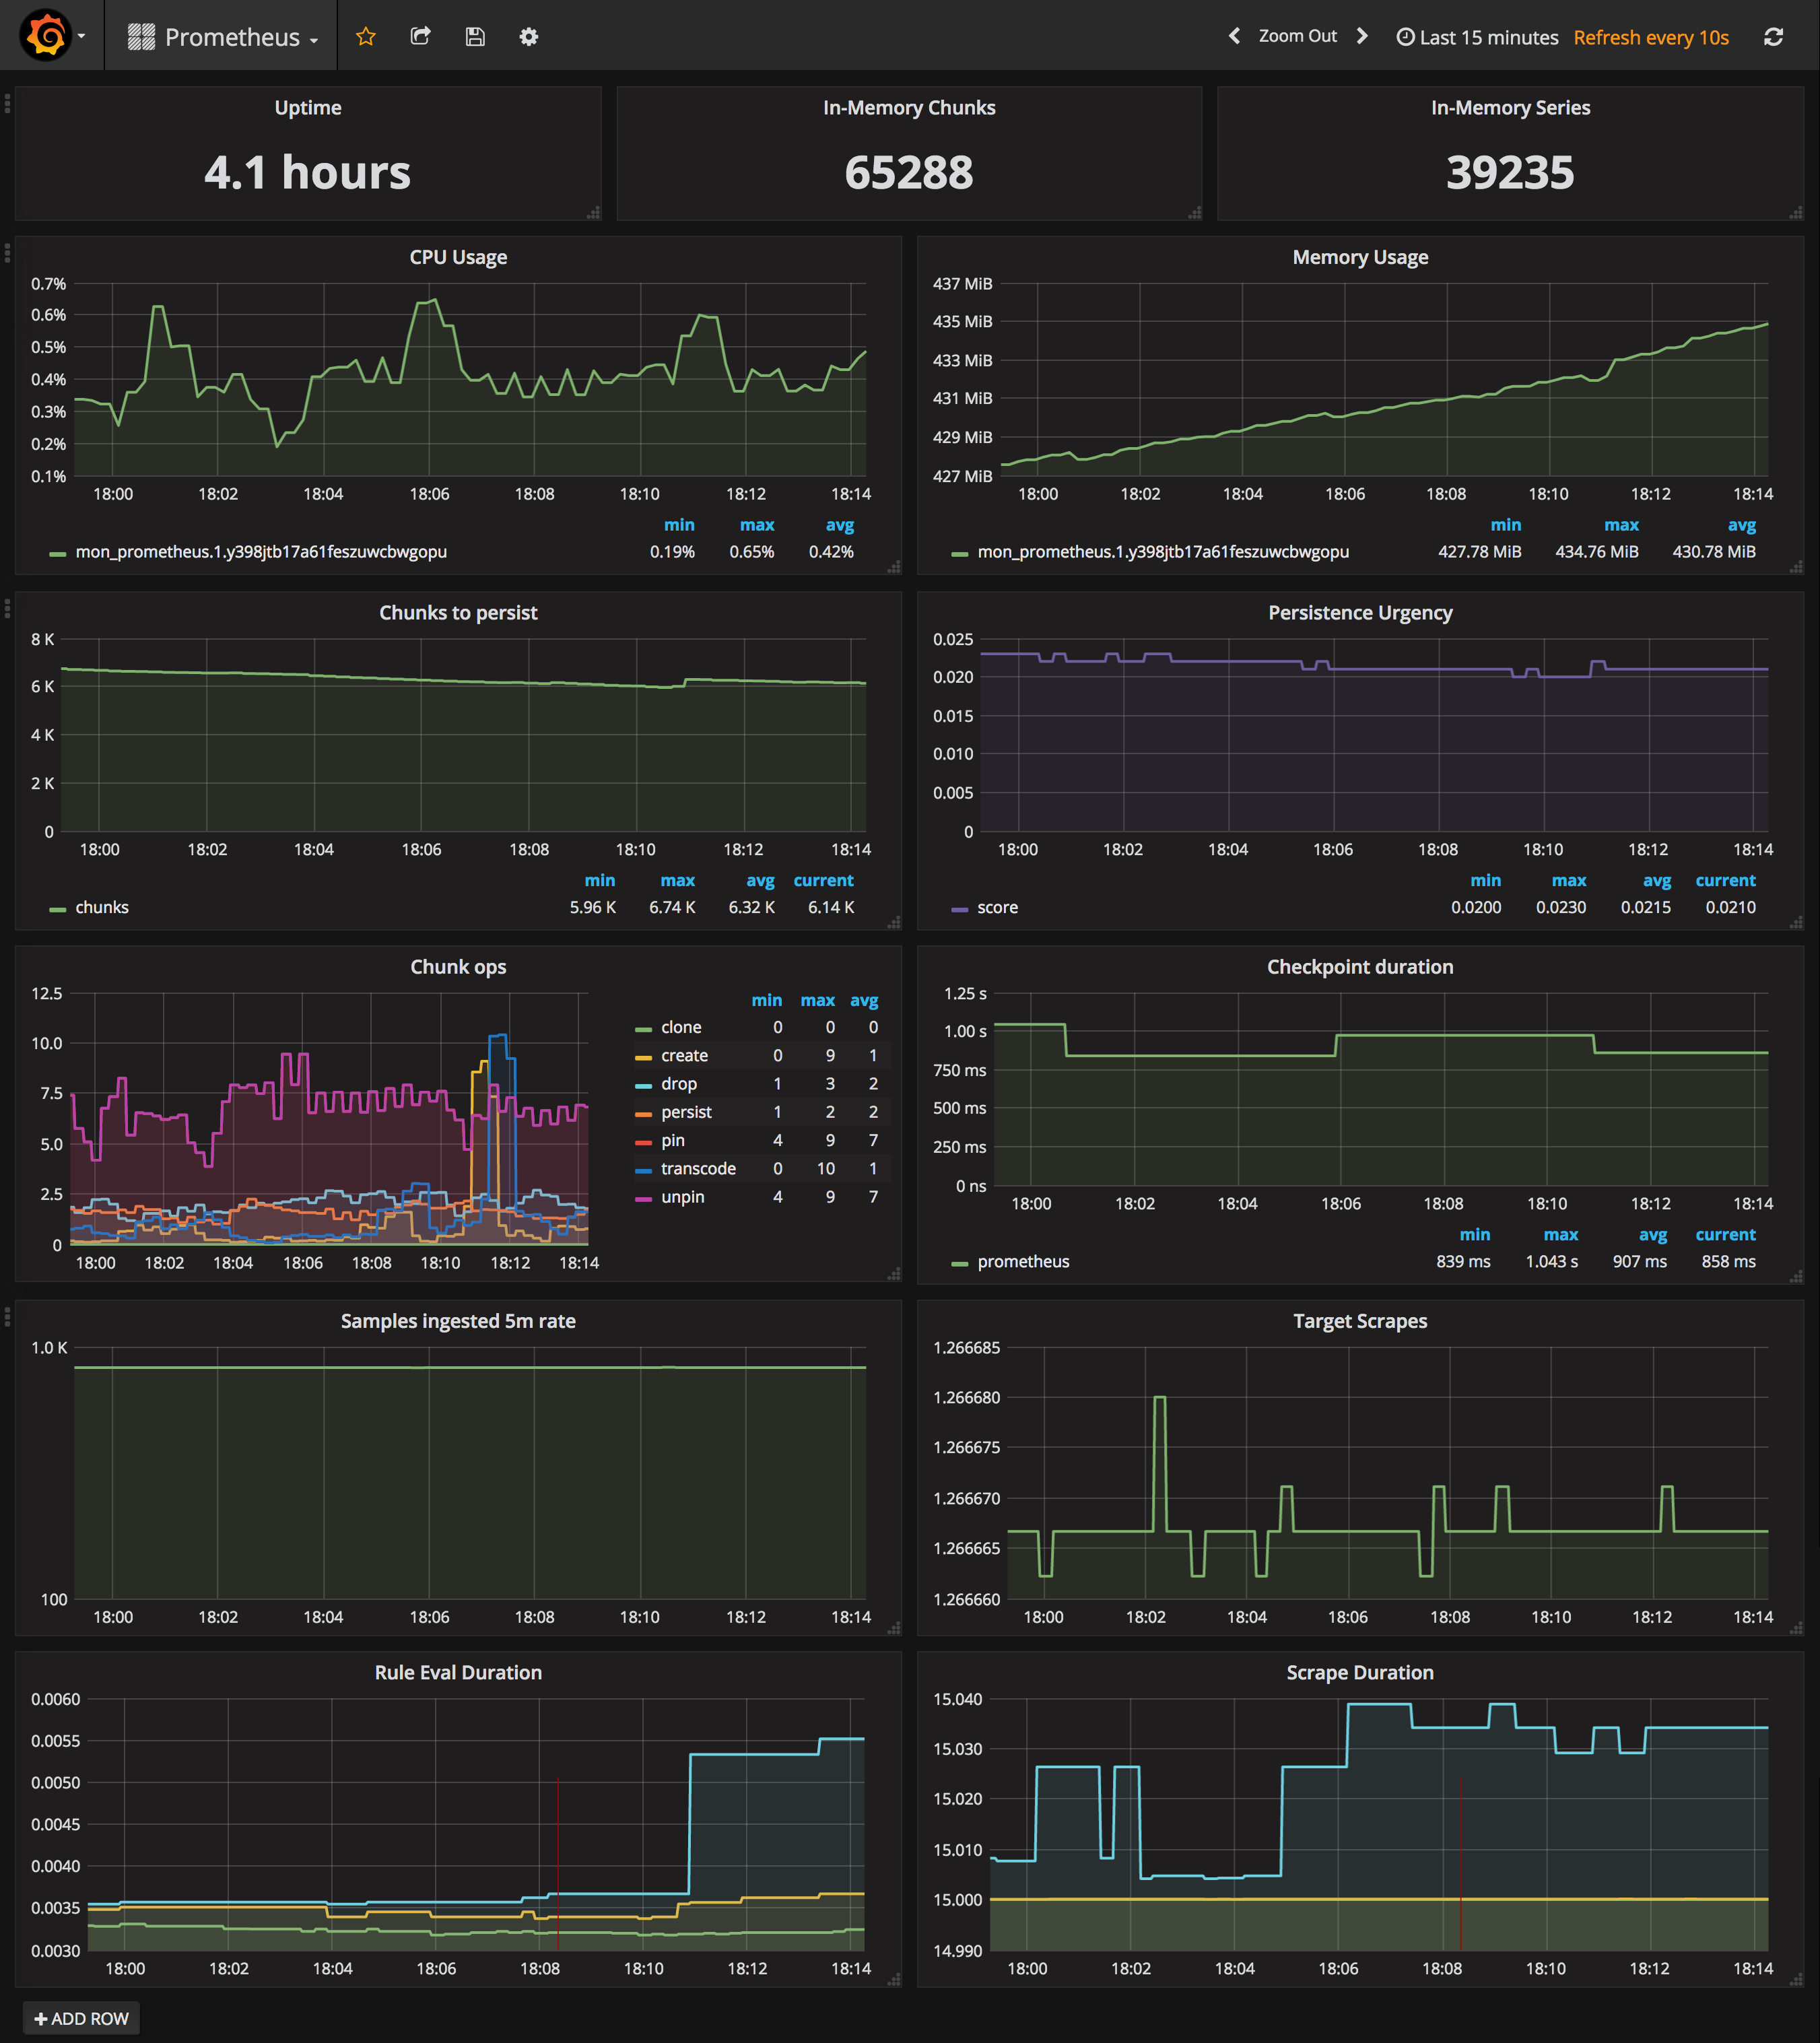 Prometheus
Zoom Out
Last 15 minutes
Refresh every 10s
Uptime
4.1 hours
In-Memory Chunks
65288
In-Memory Series
39235
CPU Usage
0.7%
0.6%
0.5%
0.4%
0.3%
0.2%
0.1%
18:00 18:02 18:04 18:06 18:08 18:10 18:12 18:14
min max avg
mon_prometheus.1.y398jtb17a61feszuwcbwgopu 0.19% 0.65% 0.42%
Memory Usage
437 MiB
435 MiB
433 MiB
431 MiB
429 MiB
427 MiB
18:00 18:02 18:04 18:06 18:08 18:10 18:12 18:14
min max avg
mon_prometheus.1.y398jtb17a61feszuwcbwgopu 427.78 MiB 434.76 MiB 430.78 MiB
Chunks to persist
8 K
6 K
4 K
2 K
0
18:00 18:02 18:04 18:06 18:08 18:10 18:12 18:14
min max avg current
chunks 5.96 K 6.74 K 6.32 K 6.14 K
Persistence Urgency
0.025
0.020
0.015
0.010
0.005
0
18:00 18:02 18:04 18:06 18:08 18:10 18:12 18:14
min max avg current
score 0.0200 0.0230 0.0215 0.0210
Chunk ops
12.5
10.0
7.5
5.0
2.5
0
18:00 18:02 18:04 18:06 18:08 18:10 18:12 18:14
min max avg
clone 0 0 0
create 0 9 1
drop 1 3 2
persist 1 2 2
pin 4 9 7
transcode 0 10 1
unpin 4 9 7
Checkpoint duration
1.25 s
1.00 s
750 ms
500 ms
250 ms
0 ns
18:00 18:02 18:04 18:06 18:08 18:10 18:12 18:14
min max avg current
prometheus 839 ms 1.043 s 907 ms 858 ms
Samples ingested 5m rate
1.0 K
100
18:00 18:02 18:04 18:06 18:08 18:10 18:12 18:14
Target Scrapes
1.266685
1.266680
1.266675
1.266670
1.266665
1.266660
18:00 18:02 18:04 18:06 18:08 18:10 18:12 18:14
Rule Eval Duration
0.0060
0.0055
0.0050
0.0045
0.0040
0.0035
0.0030
18:00 18:02 18:04 18:06 18:08 18:10 18:12 18:14
Scrape Duration
15.040
15.030
15.020
15.010
15.000
14.990
18:00 18:02 18:04 18:06 18:08 18:10 18:12 18:14
+ ADD ROW